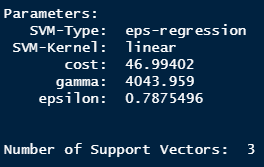 Parameters:
SVM-Type: eps-regression
SVM-Kernel: linear
cost: 46.99402
gamma: 4043.959
epsilon: 0.7875496
Number of Support Vectors: 3